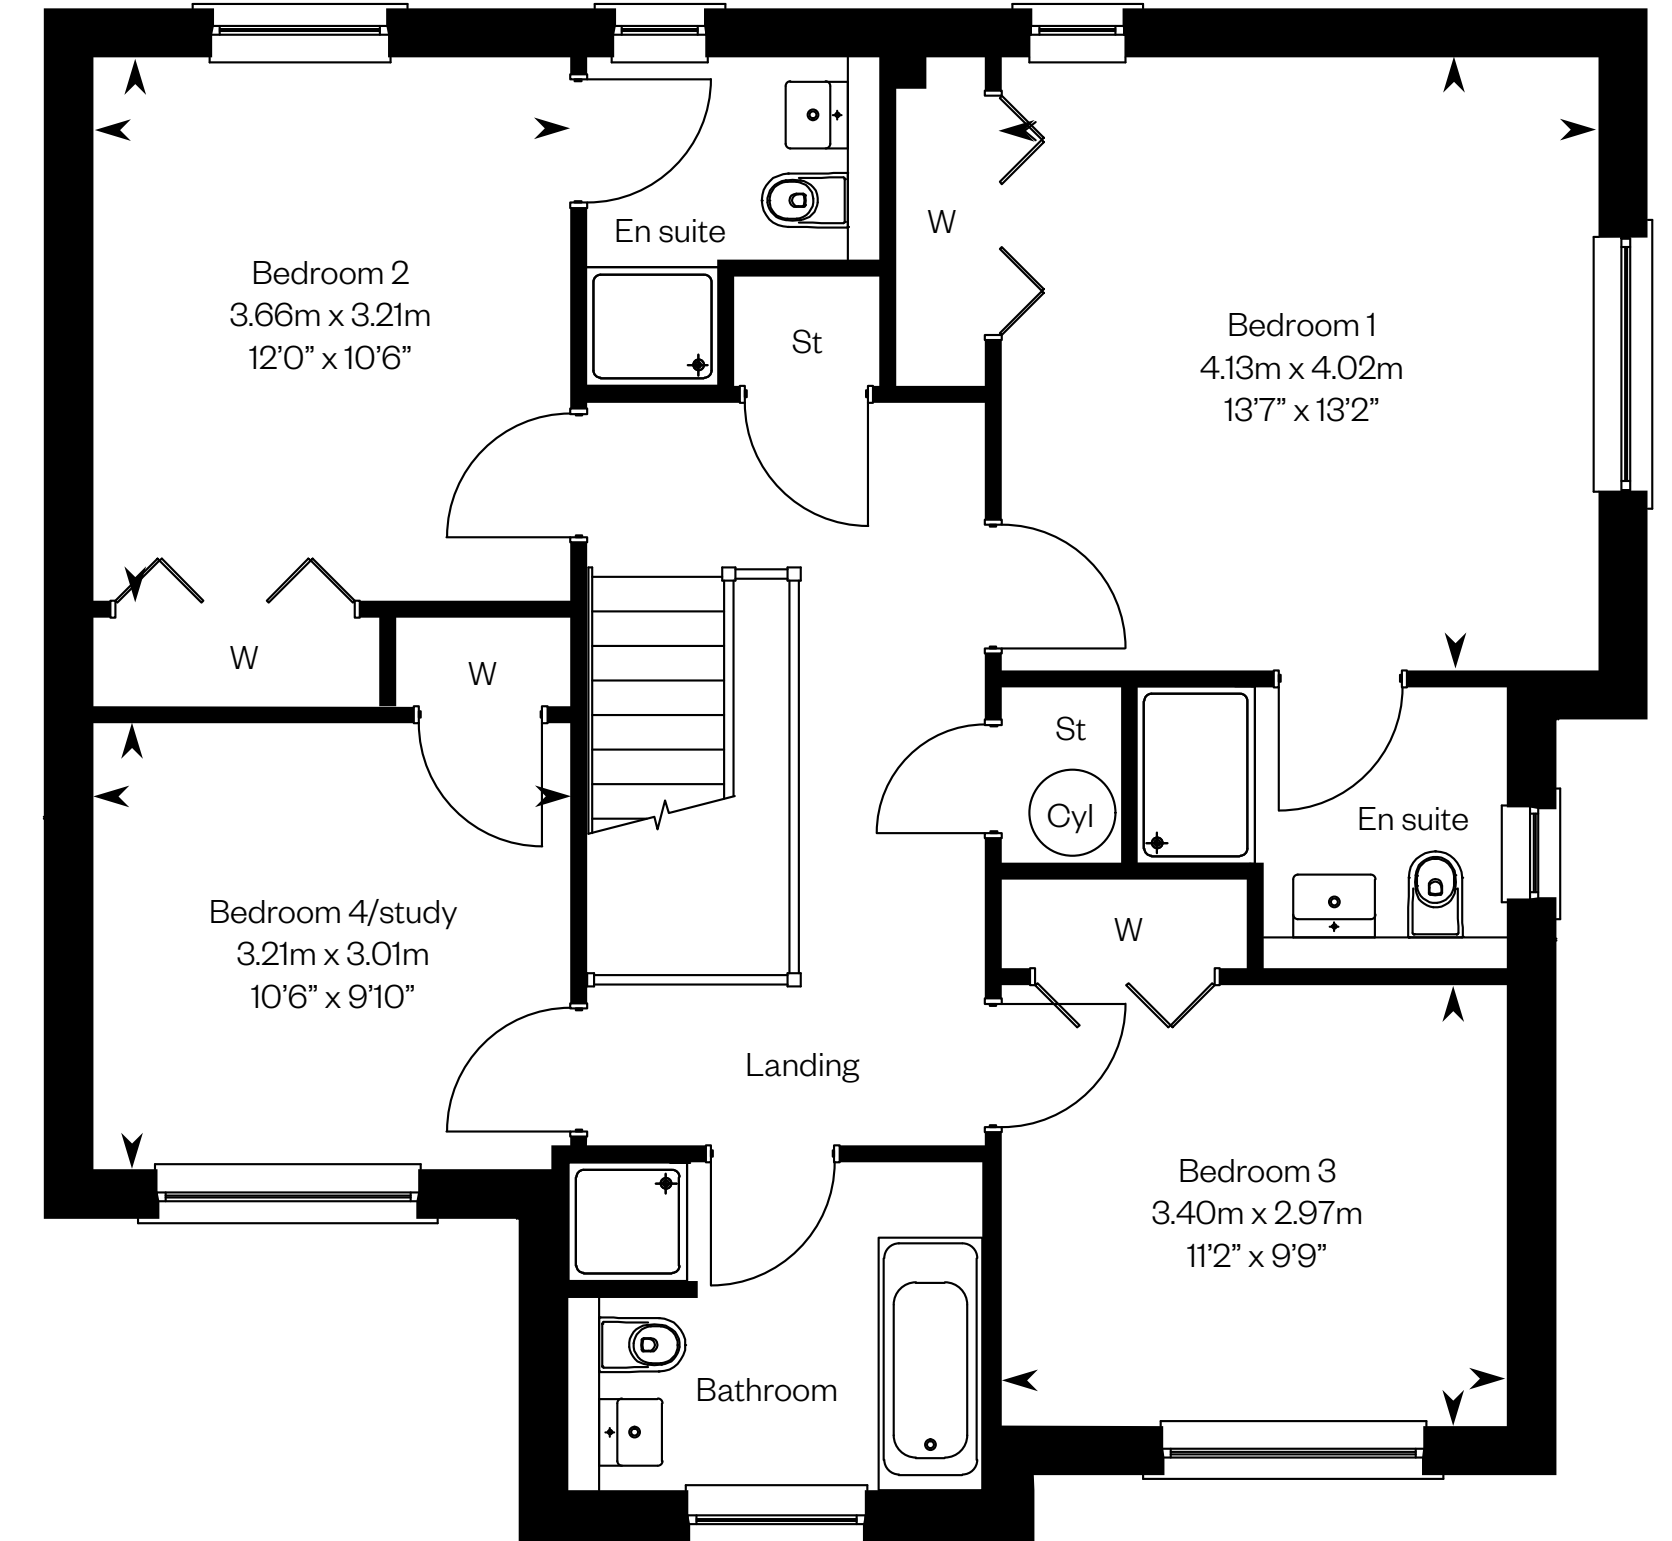 En suite
W
Bedroom 2
3.66m x 3.21m
12’0” x 10’6”
St
Bedroom 1
4.13m x 4.02m
13’7” x 13’2”
W
W
St
Cyl
En suite
Bedroom 4/study
3.21m x 3.01m
10’6” x 9’10”
W
Landing
Bedroom 3
3.40m x 2.97m
11’2” x 9’9”
Bathroom